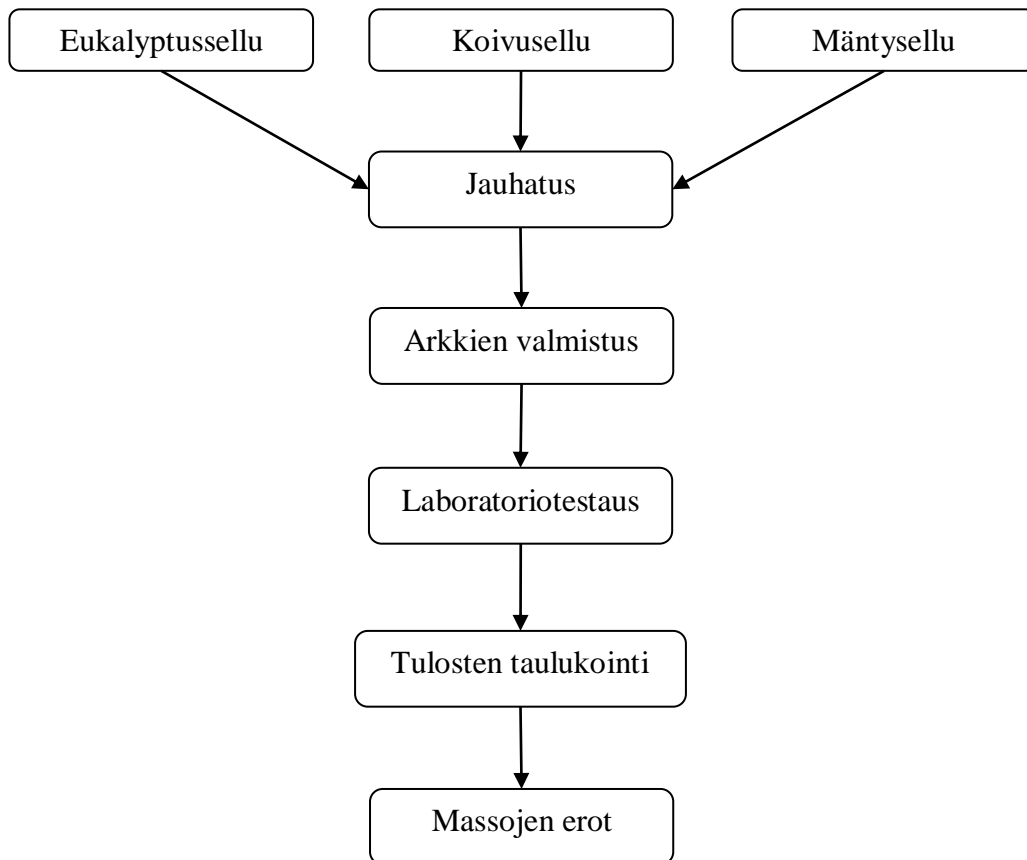 Eukalyptussellu
Koivusellu
Mäntysellu
Jauhatus
Arkkien valmistus
Laboratoriotestaus
Tulosten taulukointi
Massojen erot